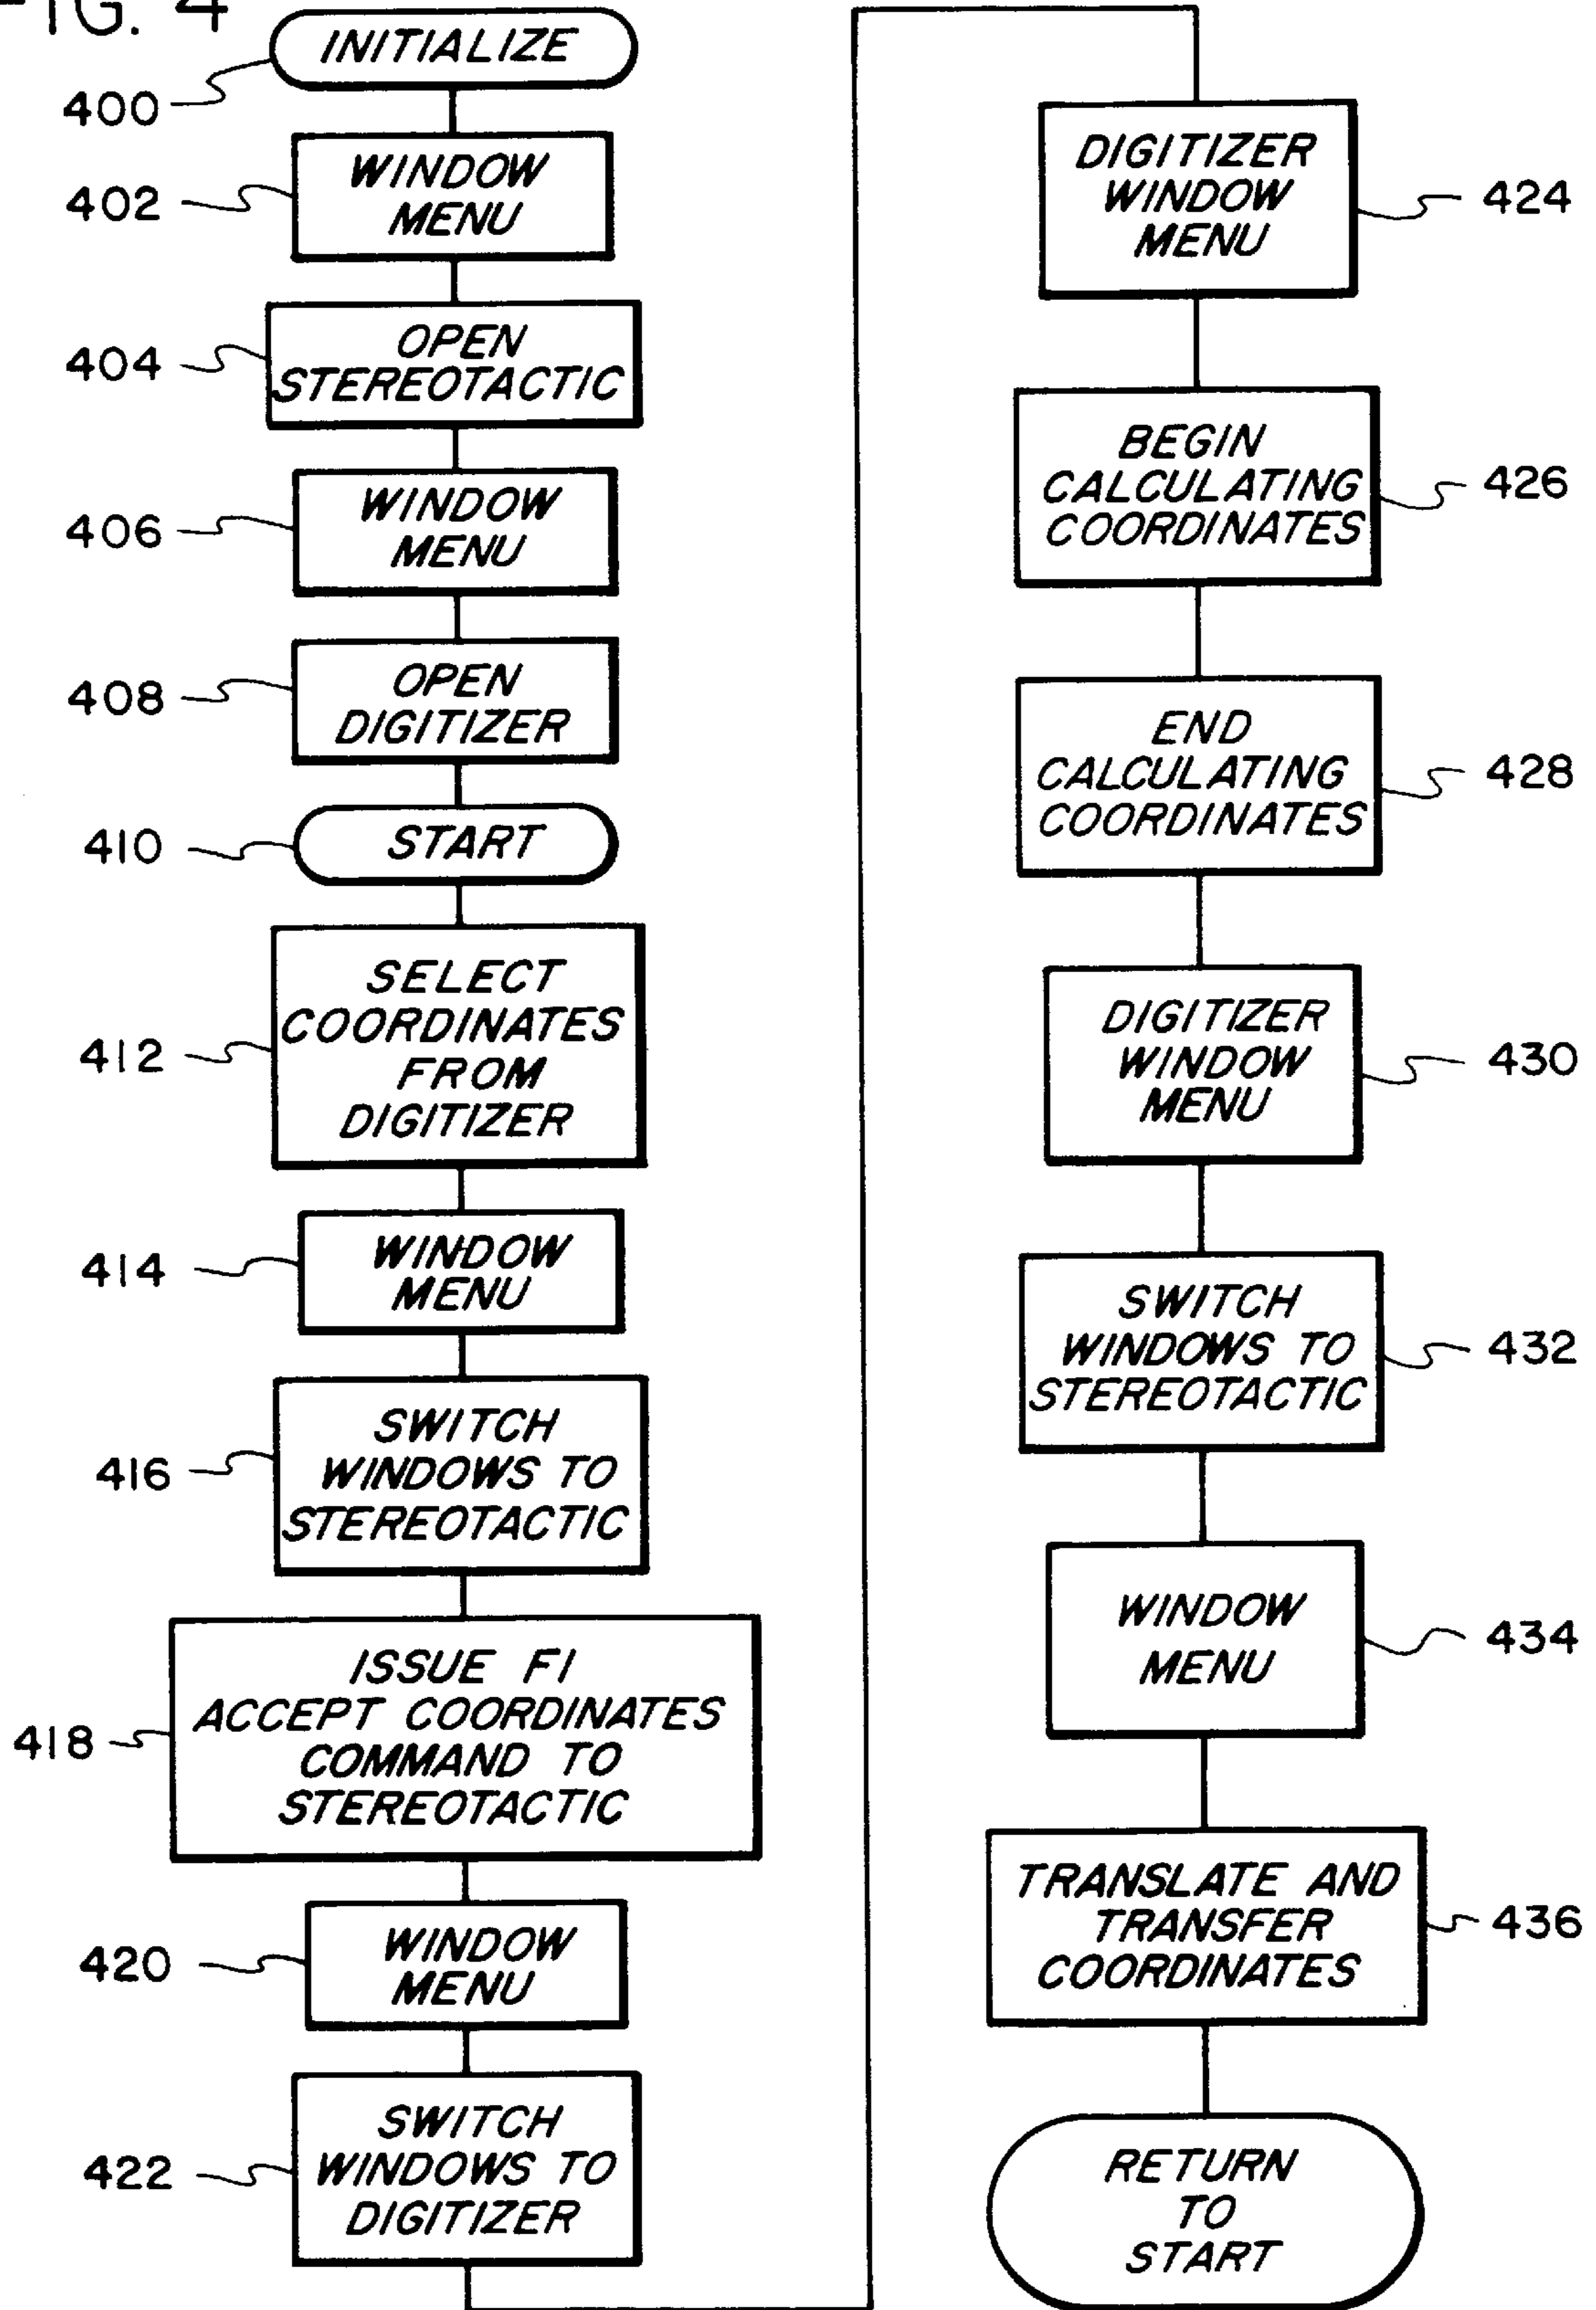 FIG. 4
INITIALIZE
400
WINDOW
MENU
402
OPEN
STEREOTACTIC
404
WINDOW
MENU
406
OPEN
DIGITIZER
408
START
410
SELECT
COORDINATES
FROM
DIGITIZER
412
WINDOW
MENU
414
SWITCH
WINDOWS TO
STEREOTACTIC
416
ISSUE F1
ACCEPT COORDINATES
COMMAND TO
STEREOTACTIC
418
WINDOW
MENU
420
SWITCH
WINDOWS TO
DIGITIZER
422
DIGITIZER
WINDOW
MENU
424
BEGIN
CALCULATING
COORDINATES
426
END
CALCULATING
COORDINATES
428
DIGITIZER
WINDOW
MENU
430
SWITCH
WINDOWS TO
STEREOTACTIC
432
WINDOW
MENU
434
TRANSLATE AND
TRANSFER
COORDINATES
436
RETURN
TO
START